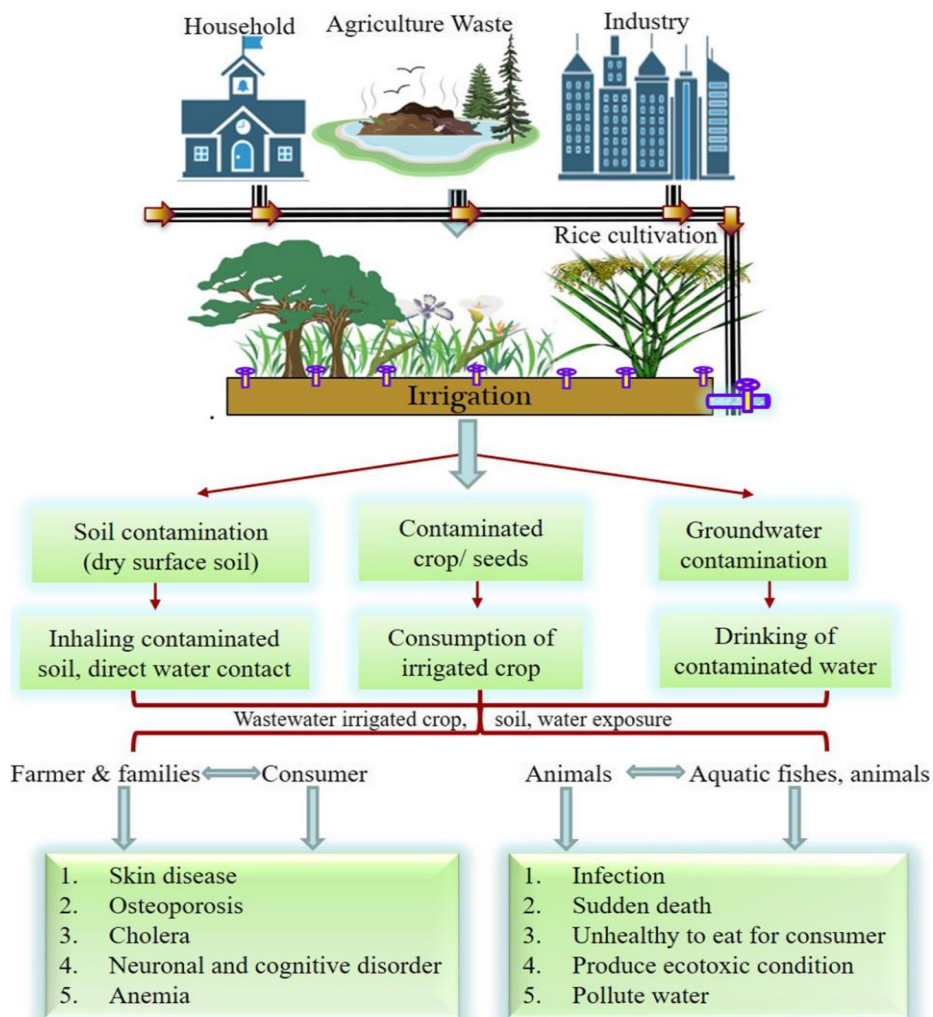 Household
Agriculture Waste
Industry
Rice cultivation
Irrigation
Soil contamination
(dry surface soil)
Contaminated
crop/ seeds
Groundwater
contamination
Inhaling contaminated
soil, direct water contact
Consumption of
irrigated crop
Drinking of
contaminated water
Wastewater irrigated crop, soil, water exposure
Farmer & families
Consumer
Animals
Aquatic fishes, animals
1. Skin disease
2. Osteoporosis
3. Cholera
4. Neuronal and cognitive disorder
5. Anemia
1. Infection
2. Sudden death
3. Unhealthy to eat for consumer
4. Produce ecotoxic condition
5. Pollute water